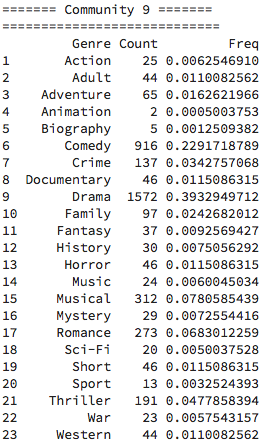 ======= Community 9 =======
===========================
Genre Count Freq
1 Action 25 0.0062546910
2 Adult 44 0.0110082562
3 Adventure 65 0.0162621966
4 Animation 2 0.0005003753
5 Biography 5 0.0012509382
6 Comedy 916 0.2291718789
7 Crime 137 0.0342757068
8 Documentary 46 0.0115086315
9 Drama 1572 0.3932949712
10 Family 97 0.0242682012
11 Fantasy 37 0.0092569427
12 History 30 0.0075056292
13 Horror 46 0.0115086315
14 Music 24 0.0060045034
15 Musical 312 0.0780585439
16 Mystery 29 0.0072554416
17 Romance 273 0.0683012259
18 Sci-Fi 20 0.0050037528
19 Short 46 0.0115086315
20 Sport 13 0.0032524393
21 Thriller 191 0.0477858394
22 War 23 0.0057543157
23 Western 44 0.0110082562